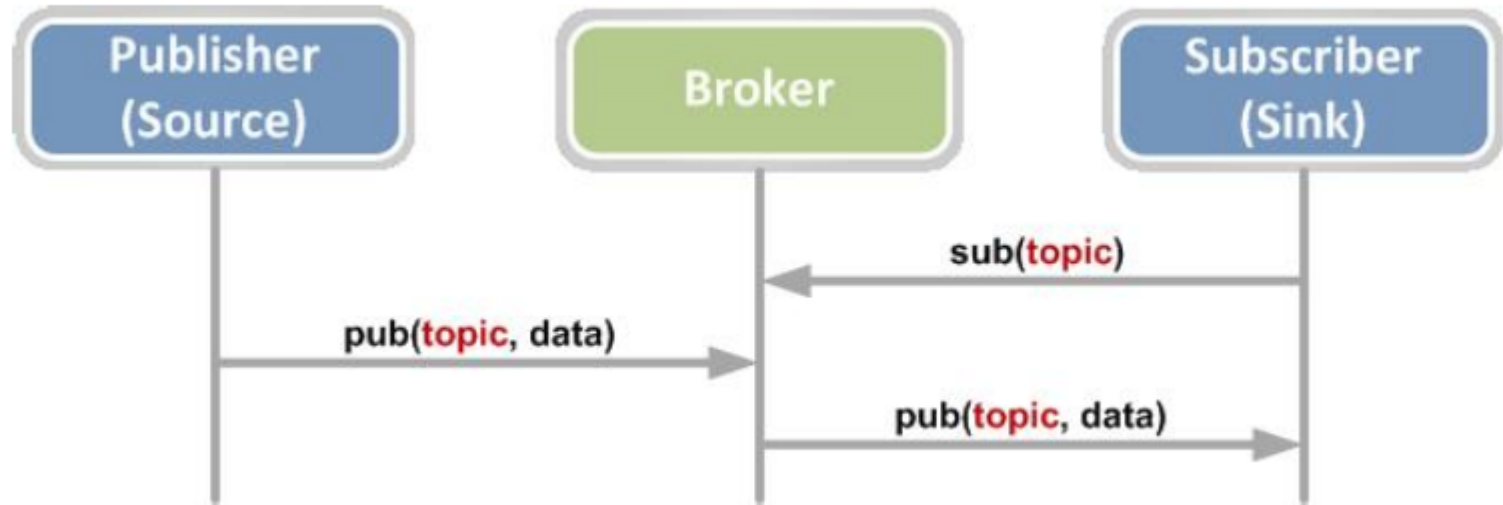 Publisher
(Source)
Broker
Subscriber
(Sink)
sub(topic)
pub(topic, data)
pub(topic, data)